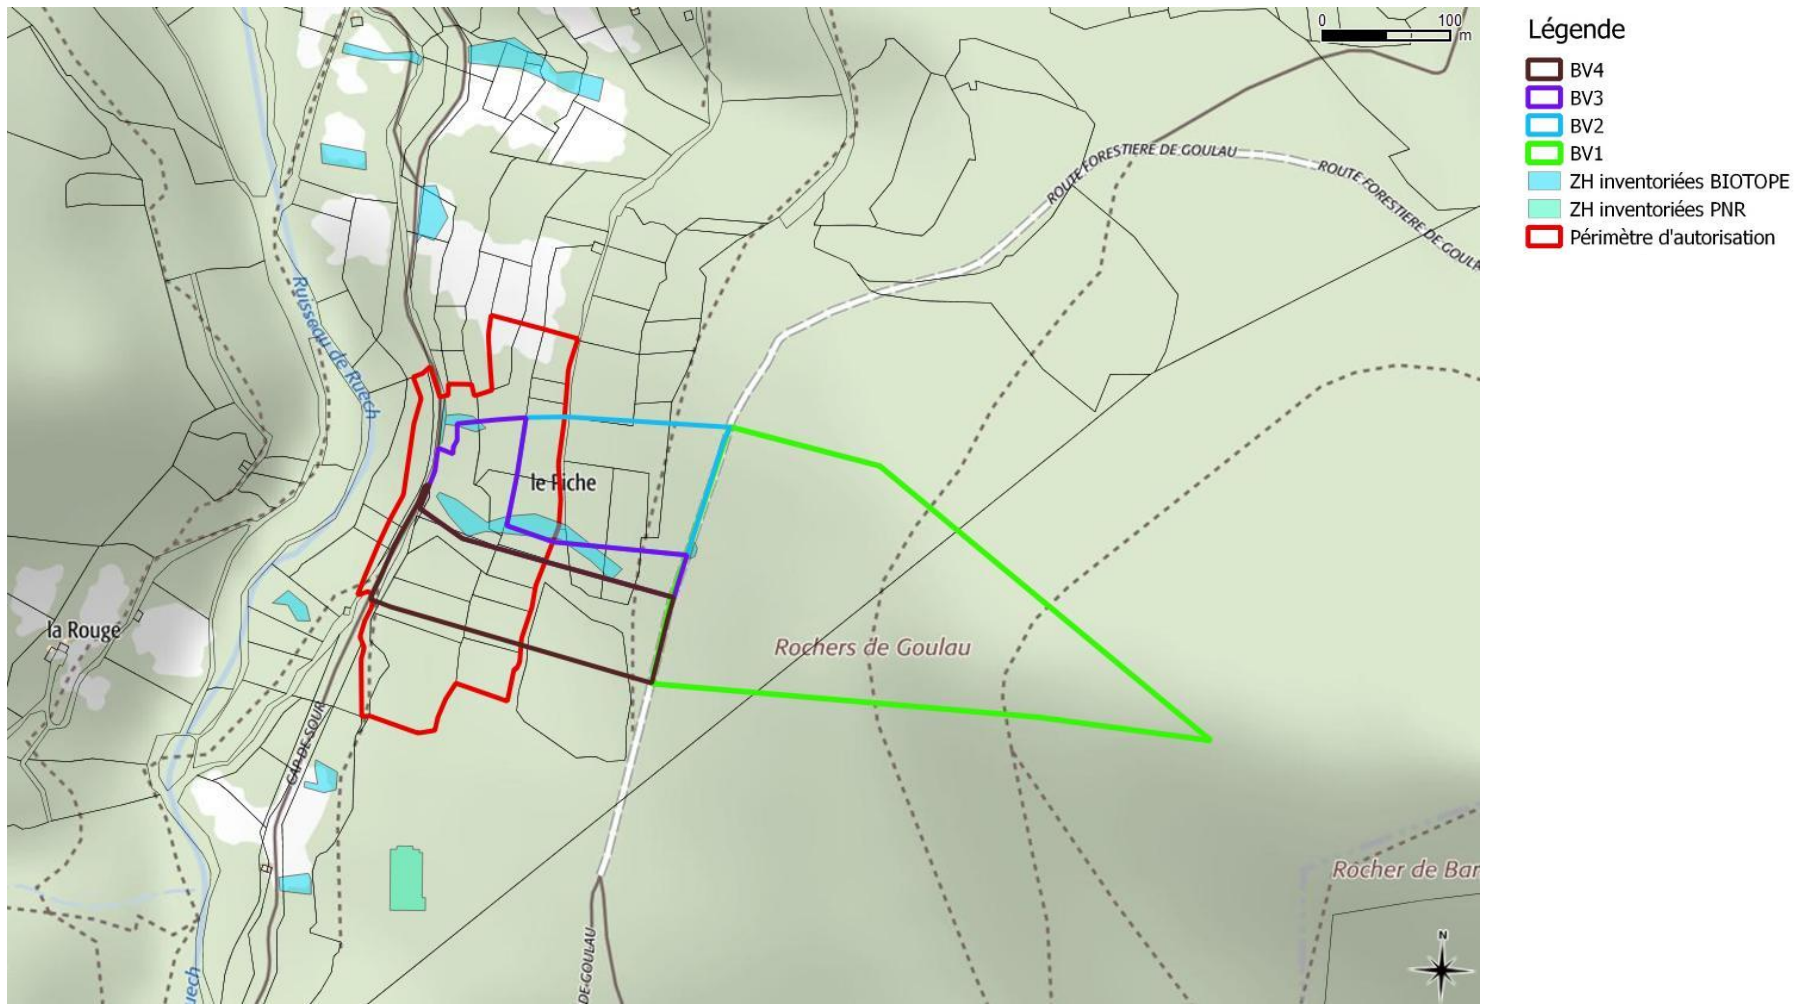 0 100
m
Légende
BV4
BV3
BV2
BV1
ZH inventoriées BIOTOPE
ZH inventoriées PNR
Périmètre d'autorisation
ROUTE FORESTIERE DE GOULAU
ROUTE FORESTIERE DE GOULA
Ruisseau de Ruech
le Piche
la Rouge
Rochers de Goulau
CAP-DE-SOUR
Rocher de Bar
DE-GOULAU
uech
N